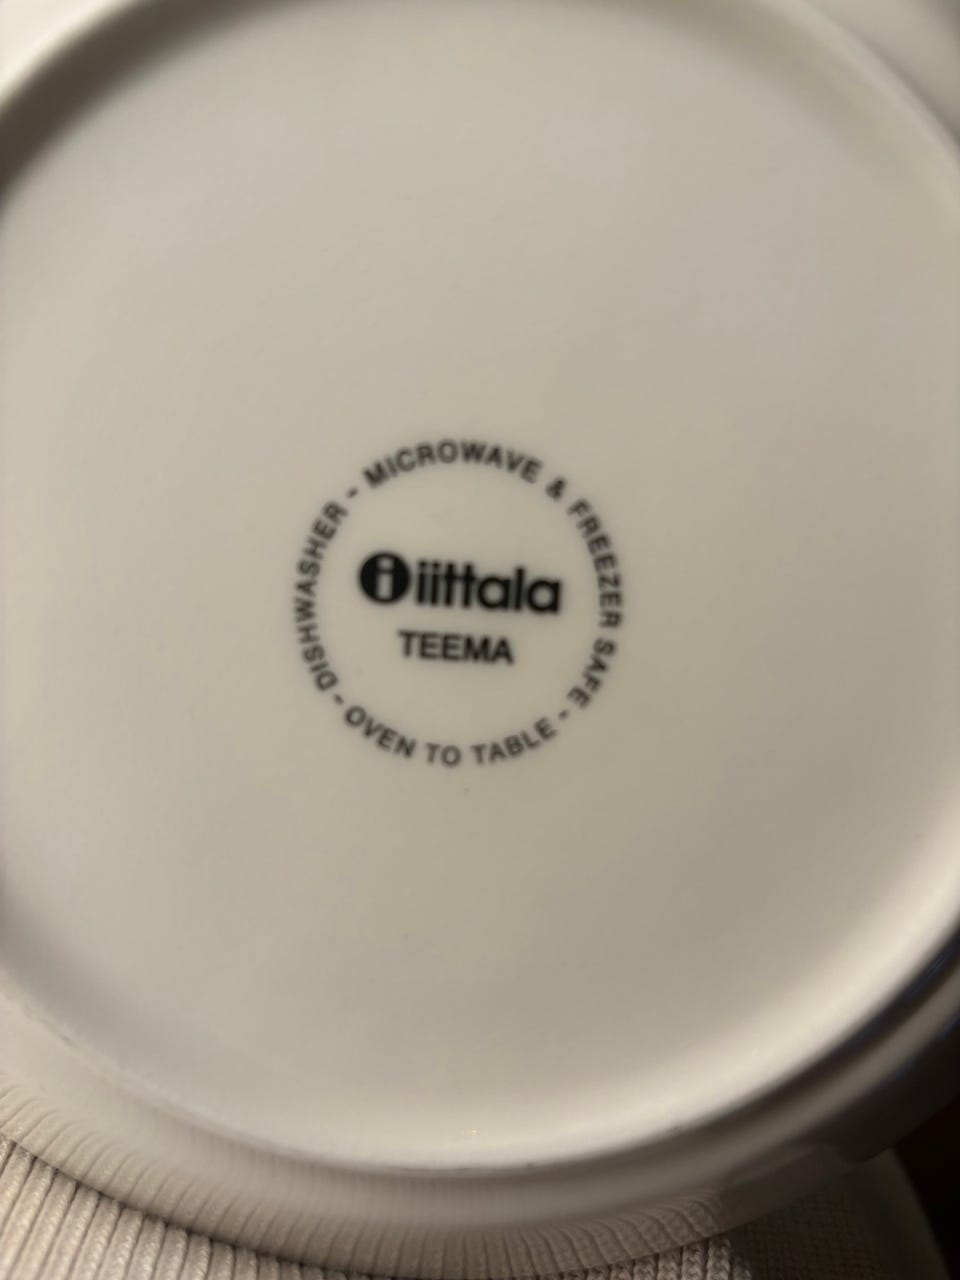 DISHWASHER - MICROWAVE & FREEZER SAFE - OVEN TO TABLE -
i iittala
TEEMA